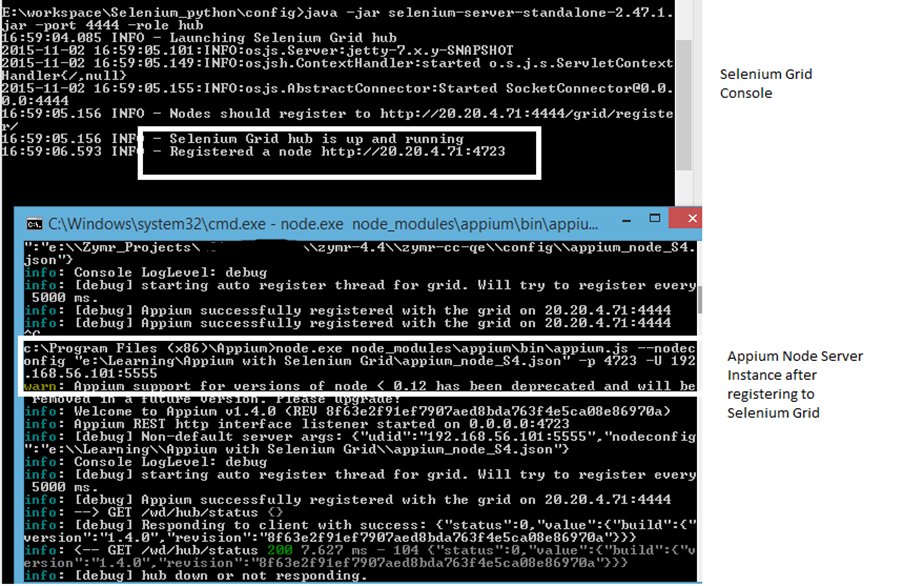 E:\workspace\Selenium_python\config>java -jar selenium-server-standalone-2.47.1.
jar -port 4444 -role hub
16:59:04.085 INFO - Launching Selenium Grid hub
2015-11-02 16:59:05.101:INFO:osjs.Server:jetty-7.x.y-SNAPSHOT
2015-11-02 16:59:05.149:INFO:osjsh.ContextHandler:started o.s.j.s.ServletContext
Handler{/,null}
2015-11-02 16:59:05.155:INFO:osjs.AbstractConnector:Started SocketConnector@0.0.
0.0:4444
16:59:05.156 INFO - Nodes should register to http://20.20.4.71:4444/grid/registe
r/
16:59:05.156 INFO - Selenium Grid hub is up and running
16:59:06.593 INFO - Registered a node http://20.20.4.71:4723
Selenium Grid
Console
C:\Windows\system32\cmd.exe - node.exe node_modules\appium\bin\appiu...
":"e:\\Zymr_Projects\ \\zymr-4.4\\zymr-cc-qe\\config\\appium_node_S4.
json"}
info: Console LogLevel: debug
info: [debug] starting auto register thread for grid. Will try to register every
5000 ms.
info: [debug] Appium successfully registered with the grid on 20.20.4.71:4444
info: [debug] Appium successfully registered with the grid on 20.20.4.71:4444
^C
c:\Program Files (x86)\Appium>node.exe node_modules\appium\bin\appium.js --nodec
onfig "e:\Learning\Appium with Selenium Grid\appium_node_S4.json" -p 4723 -U 192
.168.56.101:5555
warn: Appium support for versions of node < 0.12 has been deprecated and will be
removed in a future version. Please upgrade!
info: Welcome to Appium v1.4.0 (REV 8f63e2f91ef7907aed8bda763f4e5ca08e86970a)
info: Appium REST http interface listener started on 0.0.0.0:4723
info: [debug] Non-default server args: {"udid":"192.168.56.101:5555","nodeconfig
":"e:\\Learning\\Appium with Selenium Grid\\appium_node_S4.json"}
info: Console LogLevel: debug
info: [debug] starting auto register thread for grid. Will try to register every
5000 ms.
info: [debug] Appium successfully registered with the grid on 20.20.4.71:4444
info: --> GET /wd/hub/status {}
info: [debug] Responding to client with success: {"status":0,"value":{"build":{"
version":"1.4.0","revision":"8f63e2f91ef7907aed8bda763f4e5ca08e86970a"}}}
info: <-- GET /wd/hub/status 200 7.627 ms - 104 {"status":0,"value":{"build":{"v
ersion":"1.4.0","revision":"8f63e2f91ef7907aed8bda763f4e5ca08e86970a"}}}
info: [debug] hub down or not responding.
Appium Node Server
Instance after
registering to
Selenium Grid